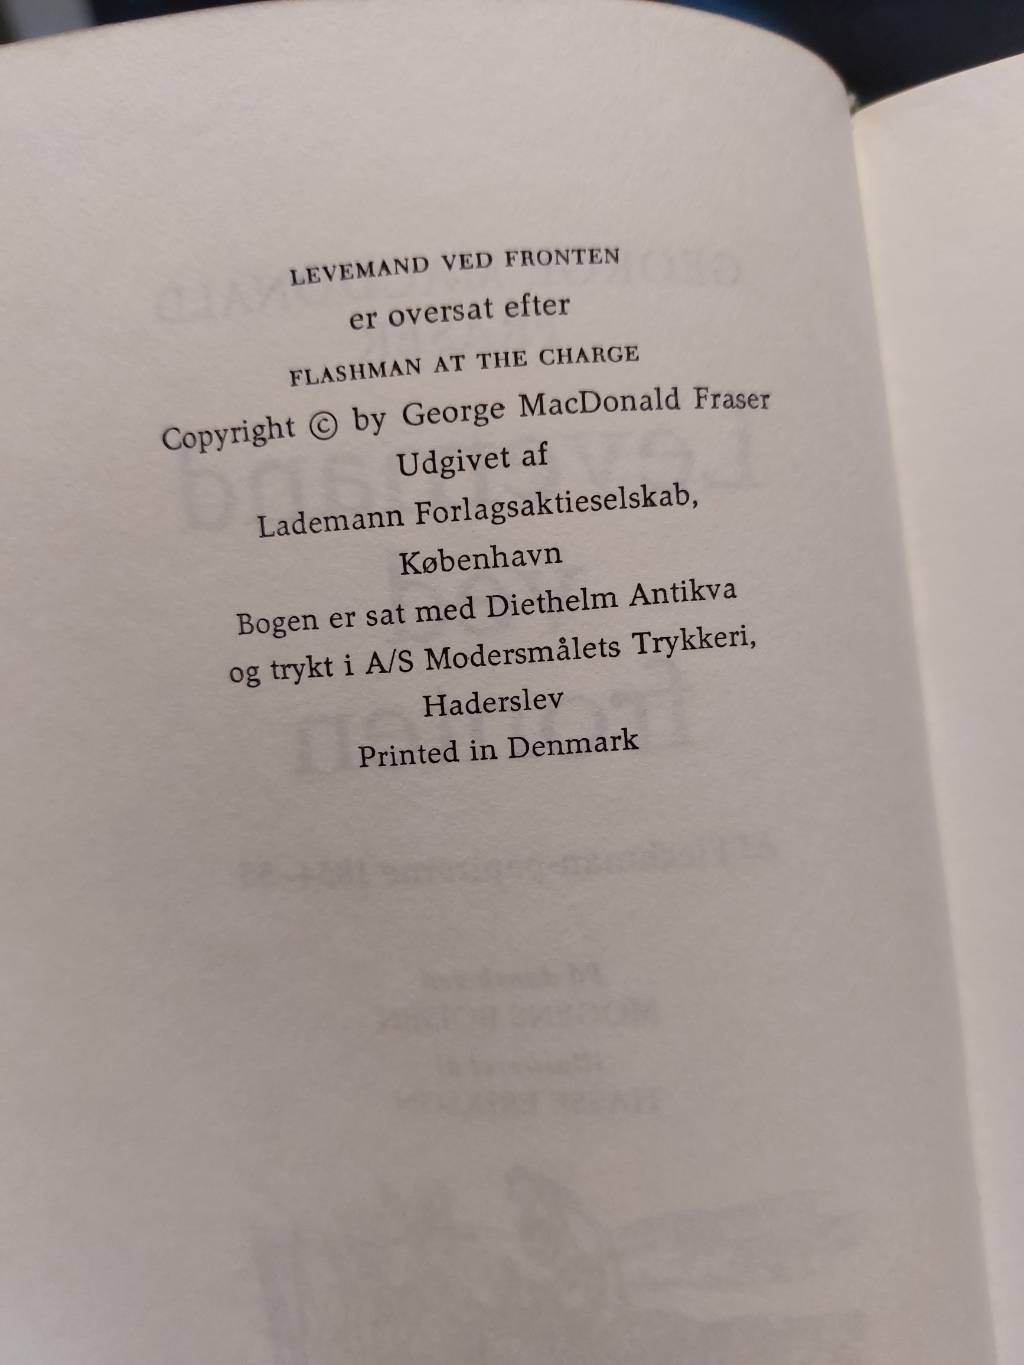 LEVEMAND VED FRONTEN
er oversat efter
FLASHMAN AT THE CHARGE
Copyright © by George MacDonald Fraser
Udgivet af
Lademann Forlagsaktieselskab,
København
Bogen er sat med Diethelm Antikva
og trykt i A/S Modersmålets Trykkeri,
Haderslev
Printed in Denmark